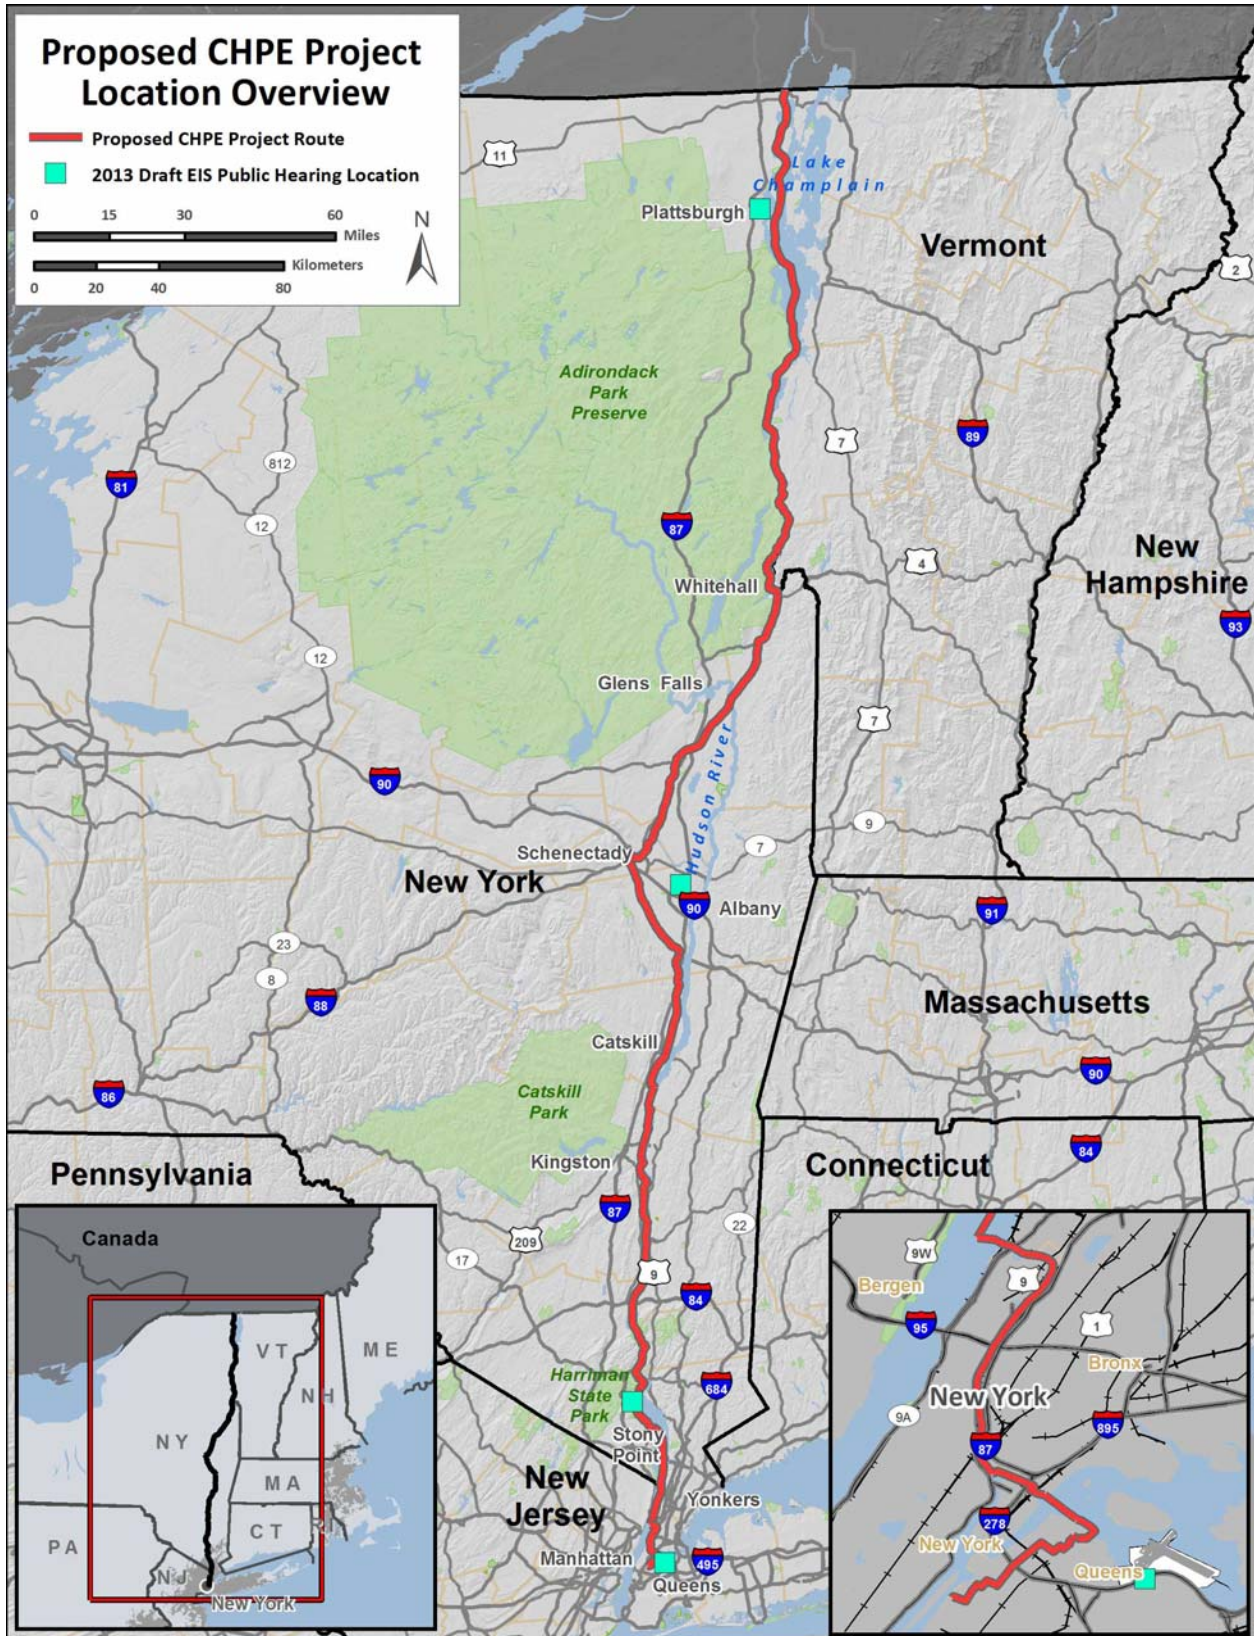 Proposed CHPE Project
Location Overview
Proposed CHPE Project Route
2013 Draft EIS Public Hearing Location
0 15 30 60
Miles
Kilometers
0 20 40 80
N
11
Lake
Champlain
Plattsburgh
Vermont
2
Adirondack
Park
Preserve
7
89
812
81
12
87
New
Hampshire
4
Whitehall
93
12
Glens Falls
7
Hudson River
90
9
Schenectady
7
New York
90
Albany
91
23
8
88
Massachusetts
Catskill
90
86
Catskill
Park
84
Kingston
Connecticut
Pennsylvania
87
22
209
17
9
84
Harriman
State
Park
684
Stony
Point
New
Jersey
Yonkers
Manhattan
495
Queens
Canada
VT
ME
NH
NY
MA
CT
RI
PA
NJ
New York
9W
9
Bergen
95
1
Bronx
New York
9A
895
87
278
New York
Queens